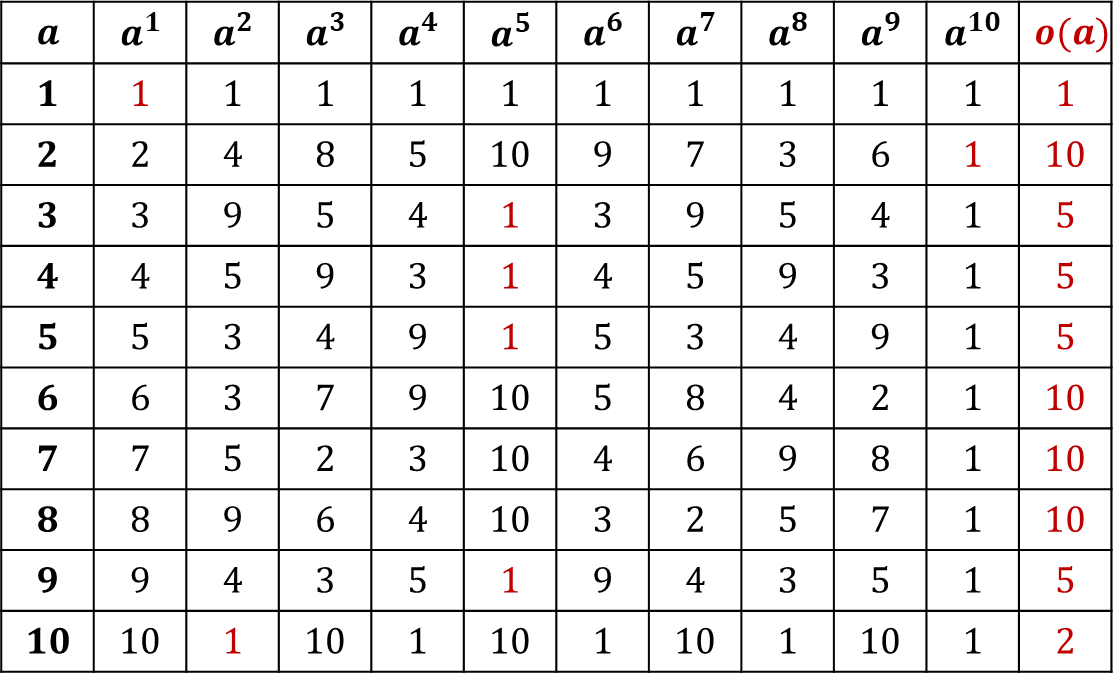 a a¹ a² a³ a⁴ a⁵ a⁶ a⁷ a⁸ a⁹ a¹⁰ o(a)
1 1 1 1 1 1 1 1 1 1 1 1
2 2 4 8 5 10 9 7 3 6 1 10
3 3 9 5 4 1 3 9 5 4 1 5
4 4 5 9 3 1 4 5 9 3 1 5
5 5 3 4 9 1 5 3 4 9 1 5
6 6 3 7 9 10 5 8 4 2 1 10
7 7 5 2 3 10 4 6 9 8 1 10
8 8 9 6 4 10 3 2 5 7 1 10
9 9 4 3 5 1 9 4 3 5 1 5
10 10 1 10 1 10 1 10 1 10 1 2